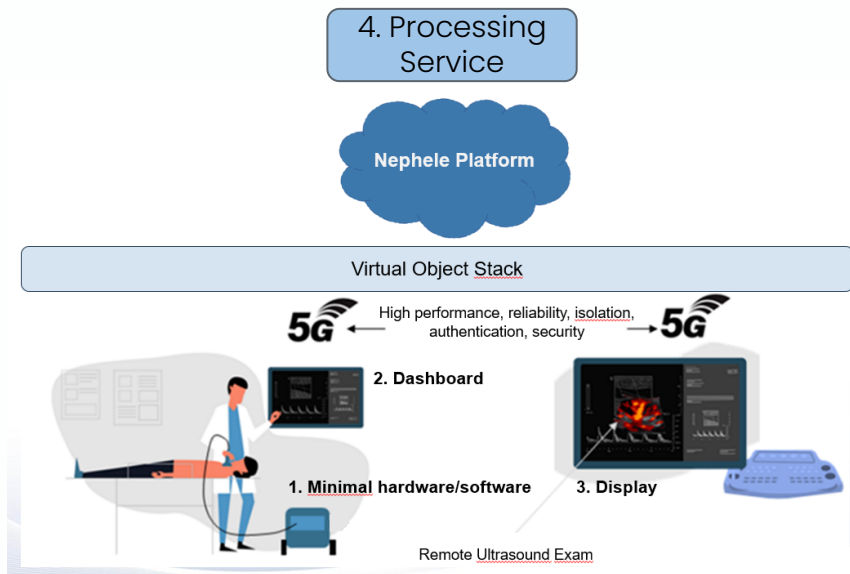 4. Processing
Service
Nephele Platform
Virtual Object Stack
5G
High performance, reliability, isolation,
authentication, security
5G
2. Dashboard
1. Minimal hardware/software
3. Display
Remote Ultrasound Exam